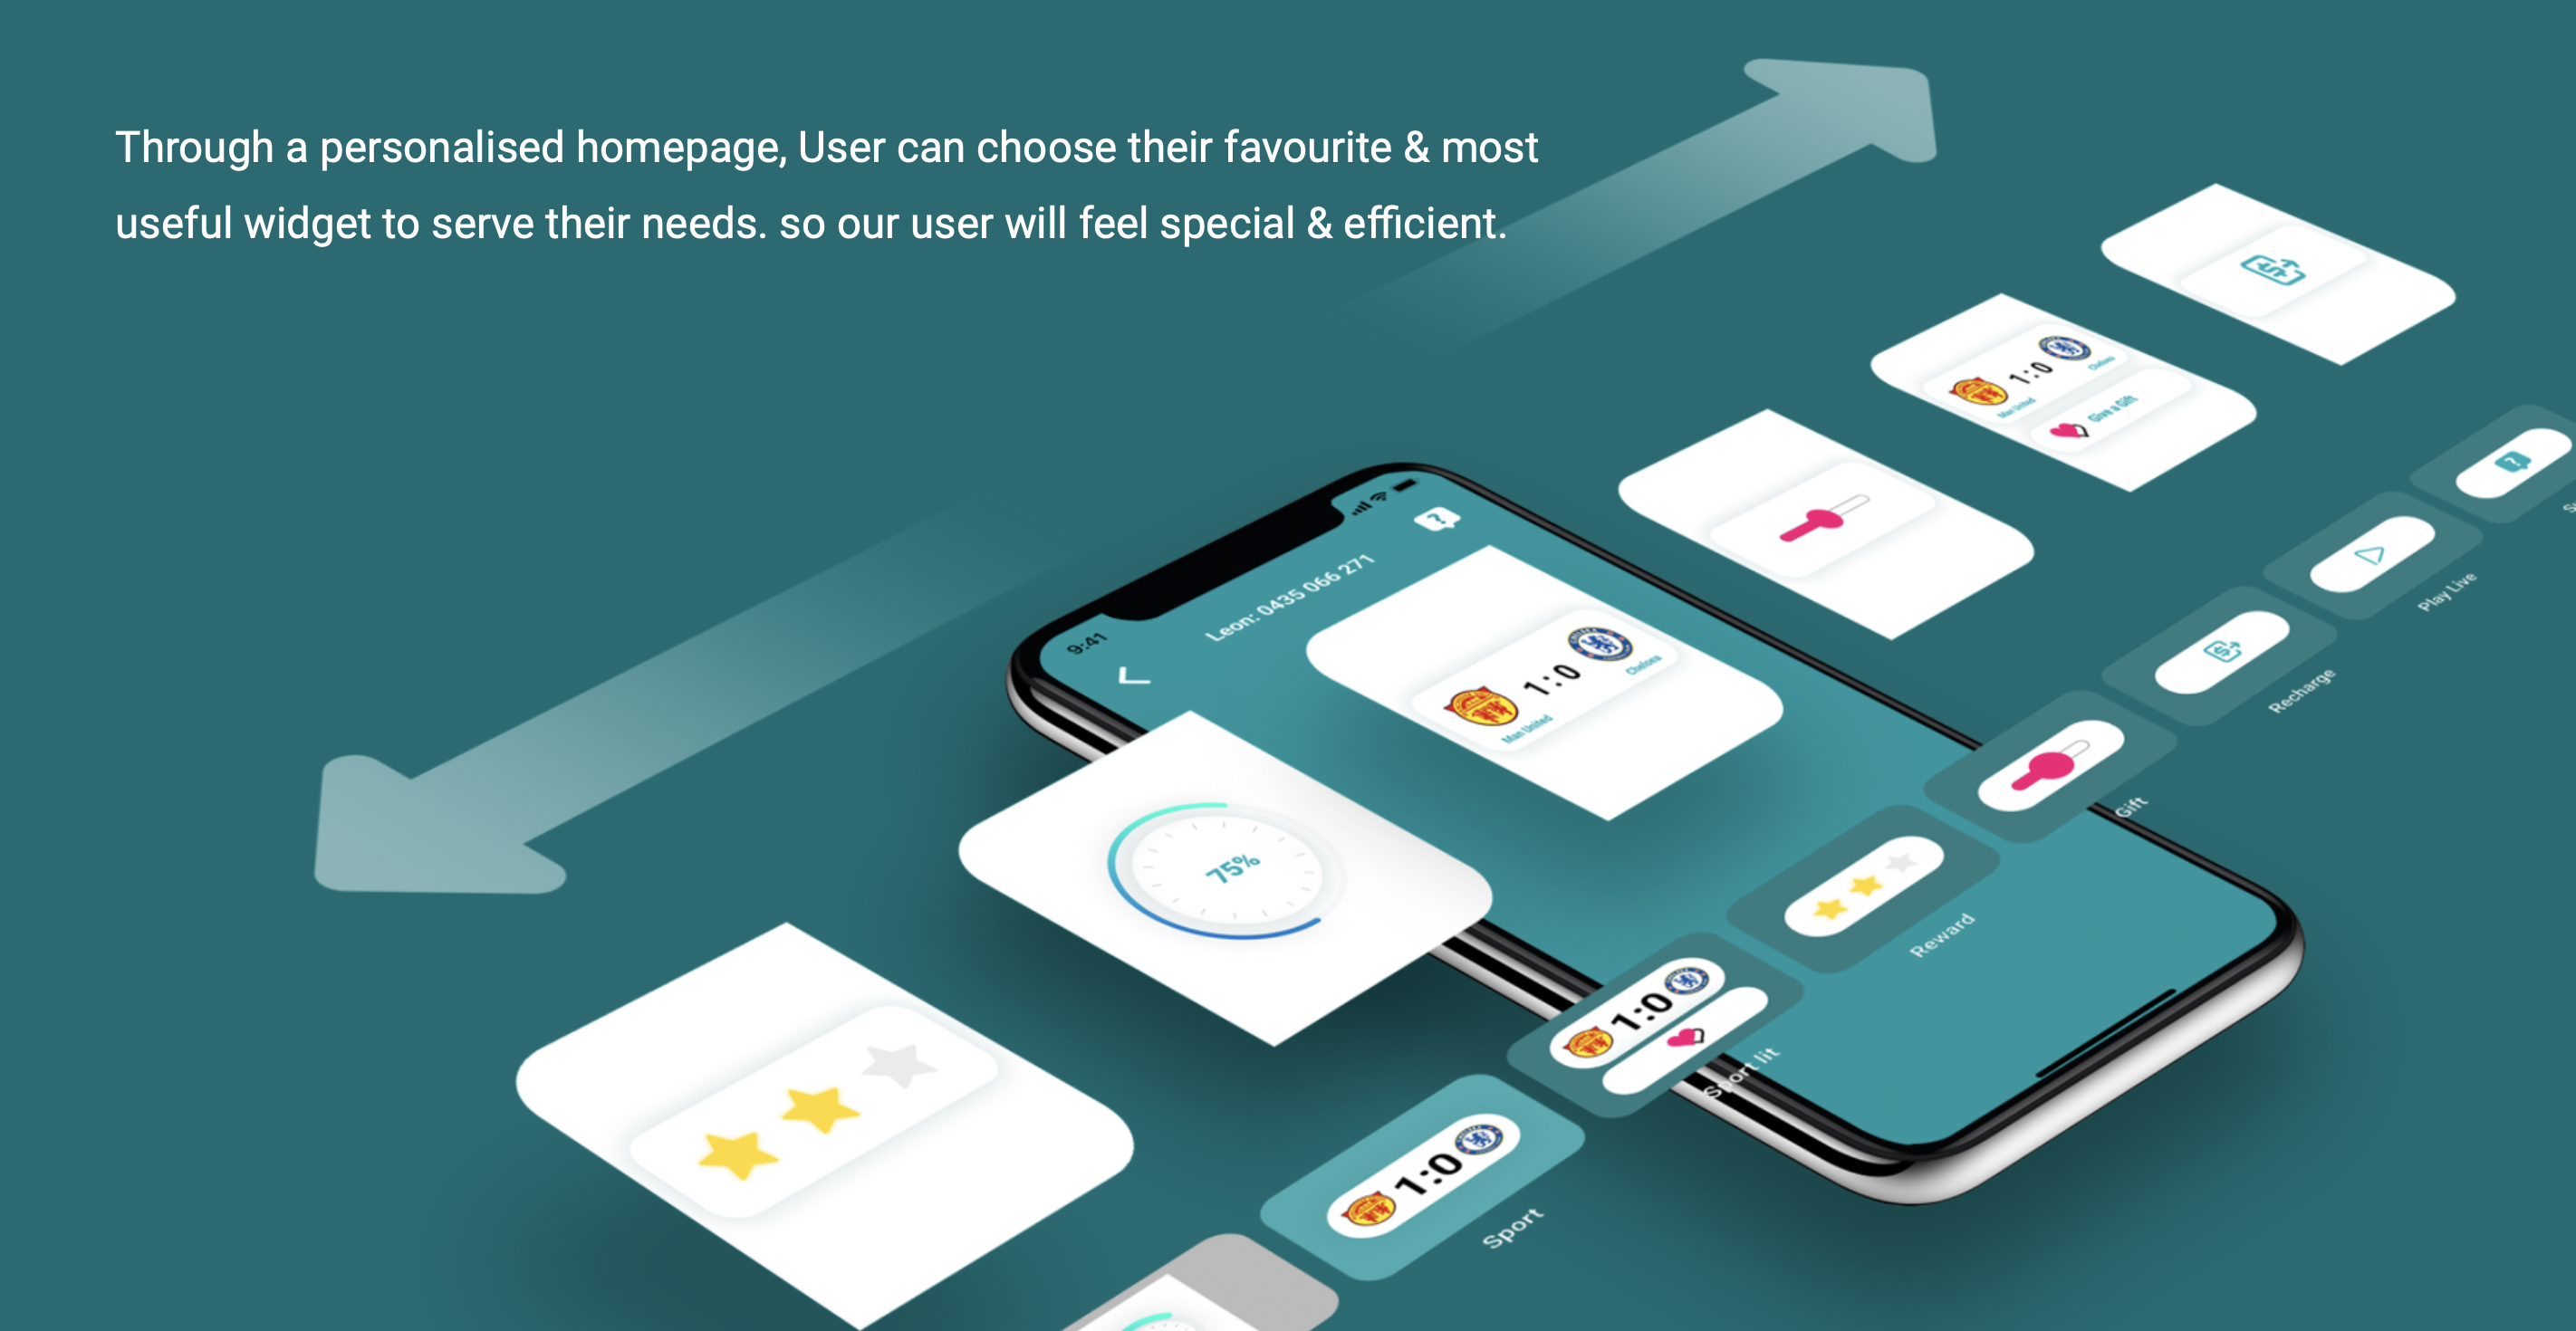 Through a personalised homepage, User can choose their favourite & most
useful widget to serve their needs. so our user will feel special & efficient.
1:0
Man United
Chelsea
Give a Gift
9:41
Leon: 0435 066 271
?
1:0
Man United
Chelsea
75%
?
Play Live
Recharge
Gift
Reward
1:0
Sport lit
1:0
Sport